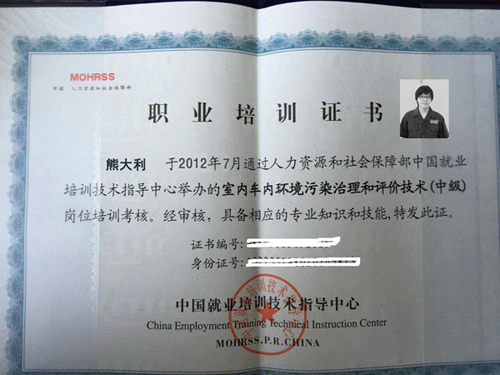 MOHRSS
中国·人力资源和社会保障部
职业培训证书
熊大利 于2012年7月通过人力资源和社会保障部中国就业
培训技术指导中心举办的室内车内环境污染治理和评价技术(中级)
岗位培训考核。经审核，具备相应的专业知识和技能,特发此证。
证书编号:
身份证号:
中国就业培训技术指导中心
China Employment Training Technical Instruction Center
MOHRSS.P.R.CHINA